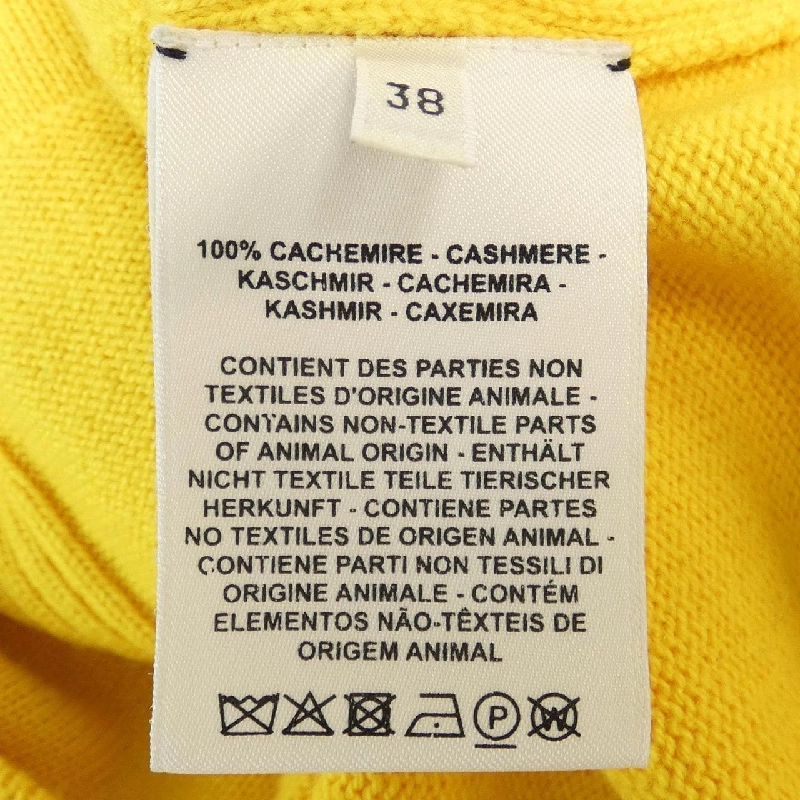 38
100% CACHEMIRE - CASHMERE -
KASCHMIR - CACHEMIRA -
KASHMIR - CAXEMIRA
CONTIENT DES PARTIES NON
TEXTILES D'ORIGINE ANIMALE -
CONTAINS NON-TEXTILE PARTS
OF ANIMAL ORIGIN - ENTHÄLT
NICHT TEXTILE TEILE TIERISCHER
HERKUNFT - CONTIENE PARTES
NO TEXTILES DE ORIGEN ANIMAL -
CONTIENE PARTI NON TESSILI DI
ORIGINE ANIMALE - CONTÉM
ELEMENTOS NÃO-TÊXTEIS DE
ORIGEM ANIMAL
P W